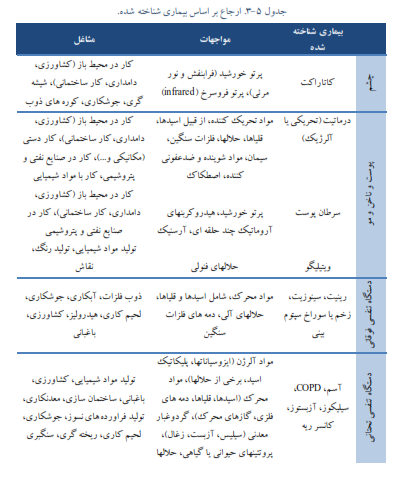 جدول ۵-۳. ارجاع بر اساس بیماری شناخته شده.
بیماری شناخته شده
مواجهات
مشاغل
چشم
کاتاراکت
پرتو خورشید (فرابنفش و نور
مرئی)، پرتو فروسرخ (infrared)
کار در محیط باز (کشاورزی،
دامداری، کار ساختمانی)، شیشه
گری، جوشکاری، کوره های ذوب
پوست و ناخن و مو
درماتیت(تحریکی یا
آلرژیک)
مواد تحریک کننده، از قبیل اسیدها،
قلیاها، حلالها، فلزات سنگین،
سیمان، مواد شوینده و ضدعفونی
کننده، اصطکاک
کار در محیط باز (کشاورزی،
دامداری، کار ساختمانی)، کار دستی
(مکانیکی و...)، کار در صنایع نفتی و
پتروشیمی، کار با مواد شیمیایی
سرطان پوست
پرتو خورشید، هیدروکربنهای
آروماتیک چند حلقه ای، آرسنیک
کار در محیط باز (کشاورزی،
دامداری، کار ساختمانی)، کار در
صنایع نفتی و پتروشیمی
ویتیلیگو
حلالهای فنولی
تولید مواد شیمیایی، تولید رنگ،
نقاش
دستگاه تنفسی فوقانی
رینیت، سینوزیت،
زخم یا سوراخ سپتوم
بینی
مواد محرک، شامل اسیدها و قلیاها،
حلالهای آلی، دمه های فلزات
سنگین
ذوب فلزات، آبکاری، جوشکاری،
لحیم کاری، هیدرولیز، کشاورزی،
باغبانی
دستگاه تنفسی تحتانی
آسم، COPD،
سیلیکوز، آزبستوز،
کانسر ریه
مواد آلرژن (ایزوسیاناتها، پلیکاتیک
اسید، برخی از حلالها)، مواد
محرک (اسیدها، قلیاها، دمه های
فلزی، گازهای محرک)، گردوغبار
معدنی (سیلیس، آزبست، زغال)،
پروتئینهای حیوانی یا گیاهی، حلالها
تولید مواد شیمیایی، کشاورزی،
باغبانی، ساختمان سازی، معدنکاری،
تولید فراورده‌های نسوز، جوشکاری،
لحیم کاری، ریخته گری، سنگبری